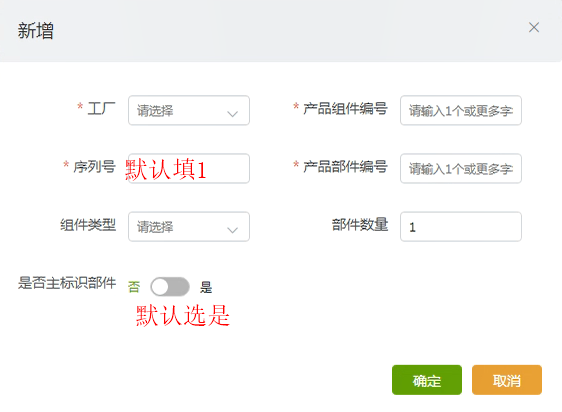 新增
* 工厂 请选择 * 产品组件编号 请输入1个或更多字
* 序列号 默认填1 * 产品部件编号 请输入1个或更多字
组件类型 请选择 部件数量 1
是否主标识部件 否 是
默认选是
确定 取消